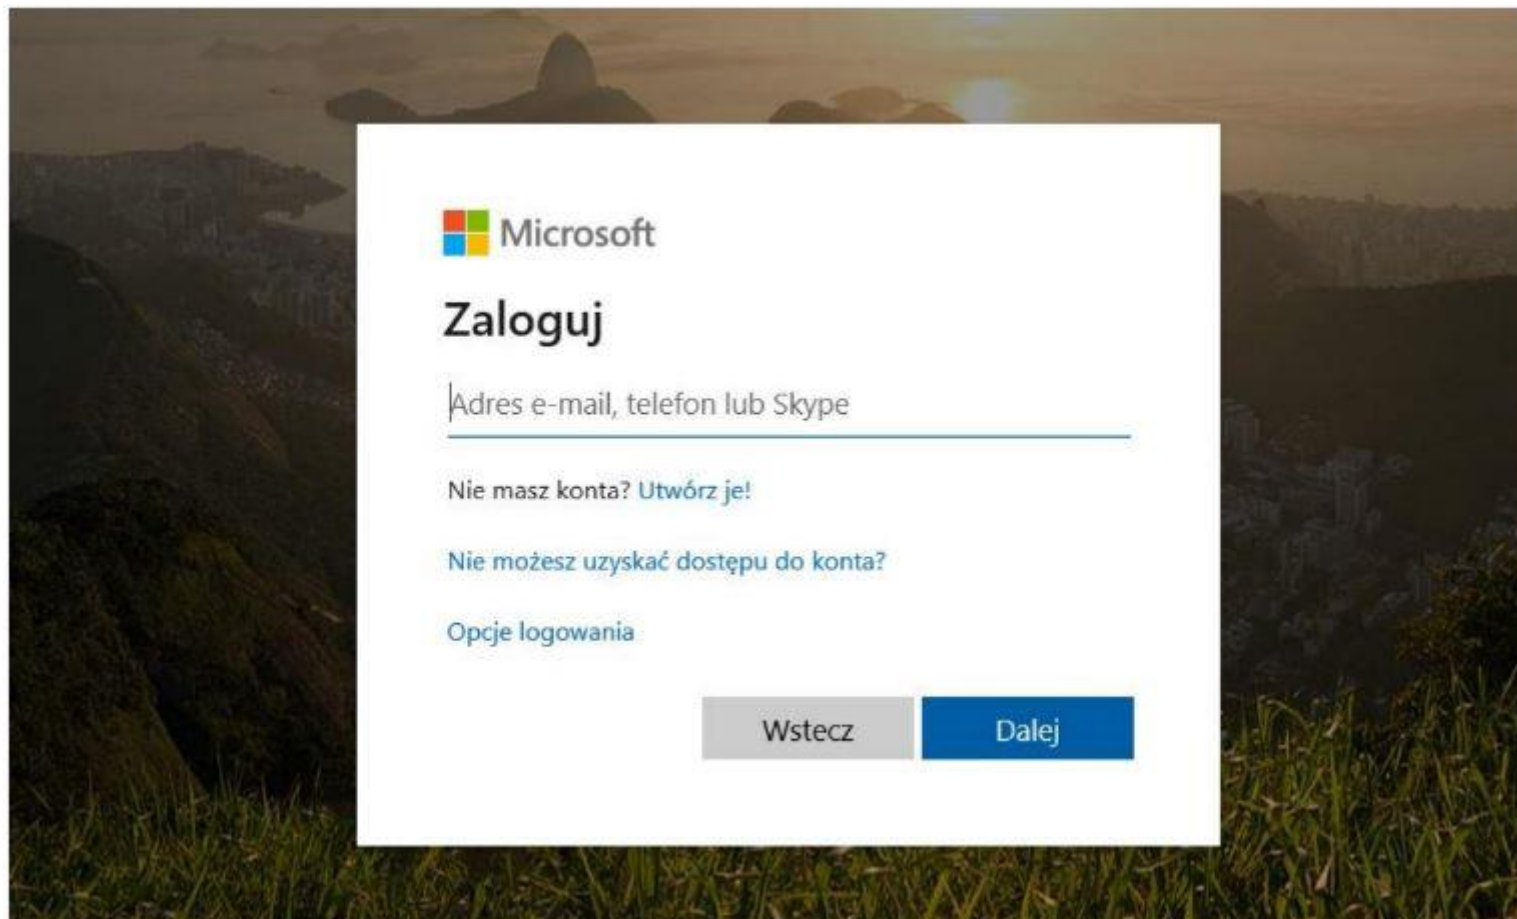 Microsoft
Zaloguj
Adres e-mail, telefon lub Skype
Nie masz konta? Utwórz je!
Nie możesz uzyskać dostępu do konta?
Opcje logowania
Wstecz Dalej